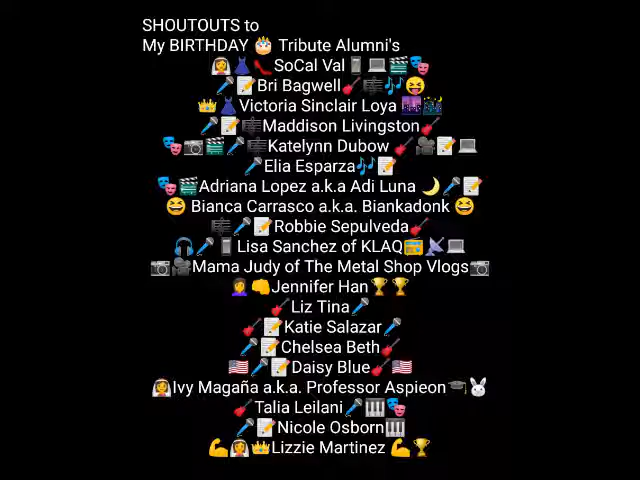 SHOUTOUTS to
My BIRTHDAY 🎂 Tribute Alumni's
👰👗👠SoCal Val📱💻🎬🎭
🎤📝Bri Bagwell🎸🎼🎶😝
👑👗Victoria Sinclair Loya 🌆🌃
🎤📝🎼Maddison Livingston🎸
🎭📷🎬🎤🎼Katelynn Dubow 🎸🎥📝💻
🎤Elia Esparza🎶📝
🎭🎬Adriana Lopez a.k.a Adi Luna 🌙🎤📝
😆 Bianca Carrasco a.k.a. Biankadonk 😆
🎼🎤📝Robbie Sepulveda🎸
🎧🎤📱Lisa Sanchez of KLAQ📻📡💻
📷🎥Mama Judy of The Metal Shop Vlogs📷
🤦‍♀️👊Jennifer Han🏆🏆
🎸Liz Tina🎤
🎸📝Katie Salazar🎤
🎤📝Chelsea Beth🎸
🇺🇸🎤📝Daisy Blue🎸🇺🇸
👰Ivy Magaña a.k.a. Professor Aspieon🎓🐰
🎸Talia Leilani🎤🎹🎭
🎤📝Nicole Osborn🎹
💪👰👑Lizzie Martinez 💪🏆